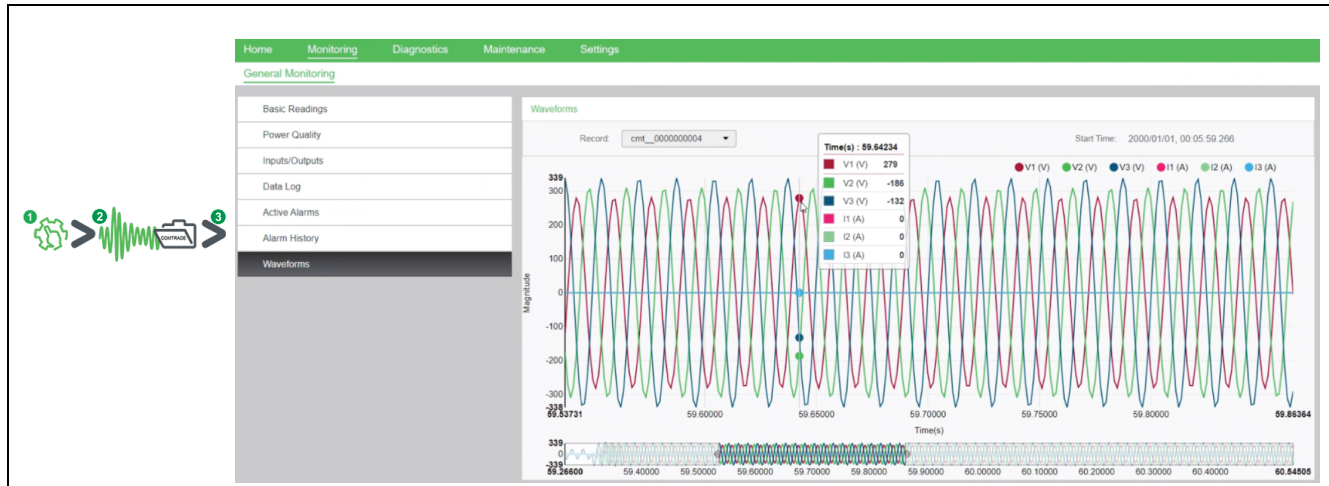 Home Monitoring Diagnostics Maintenance Settings
General Monitoring
Basic Readings
Power Quality
Inputs/Outputs
Data Log
Active Alarms
Alarm History
Waveforms
1 2 3
COMTRADE
Waveforms
Record: cmt__0000000004
Start Time: 2000/01/01, 00:05:59.266
Time(s) : 59.64234
V1 (V) 279
V2 (V) -186
V3 (V) -132
I1 (A) 0
I2 (A) 0
I3 (A) 0
V1 (V) V2 (V) V3 (V) I1 (A) I2 (A) I3 (A)
Magnitude
339
300
200
100
0
-100
-200
-300
-338
59.53731 59.60000 59.65000 59.70000 59.75000 59.80000 59.86364
Time(s)
339
0
-339
59.26600 59.40000 59.50000 59.60000 59.70000 59.80000 59.90000 60.00000 60.10000 60.20000 60.30000 60.40000 60.54505